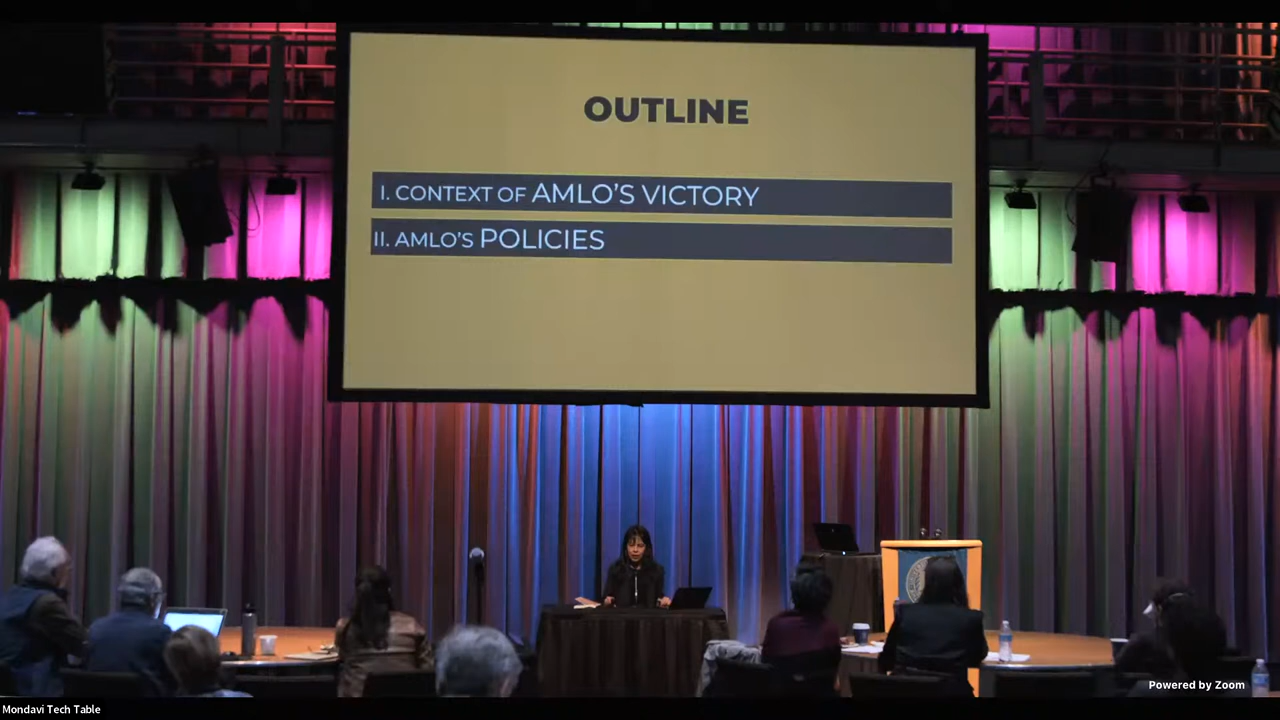 OUTLINE
I. CONTEXT OF AMLO'S VICTORY
II. AMLO'S POLICIES
Powered by Zoom
Mondavi Tech Table